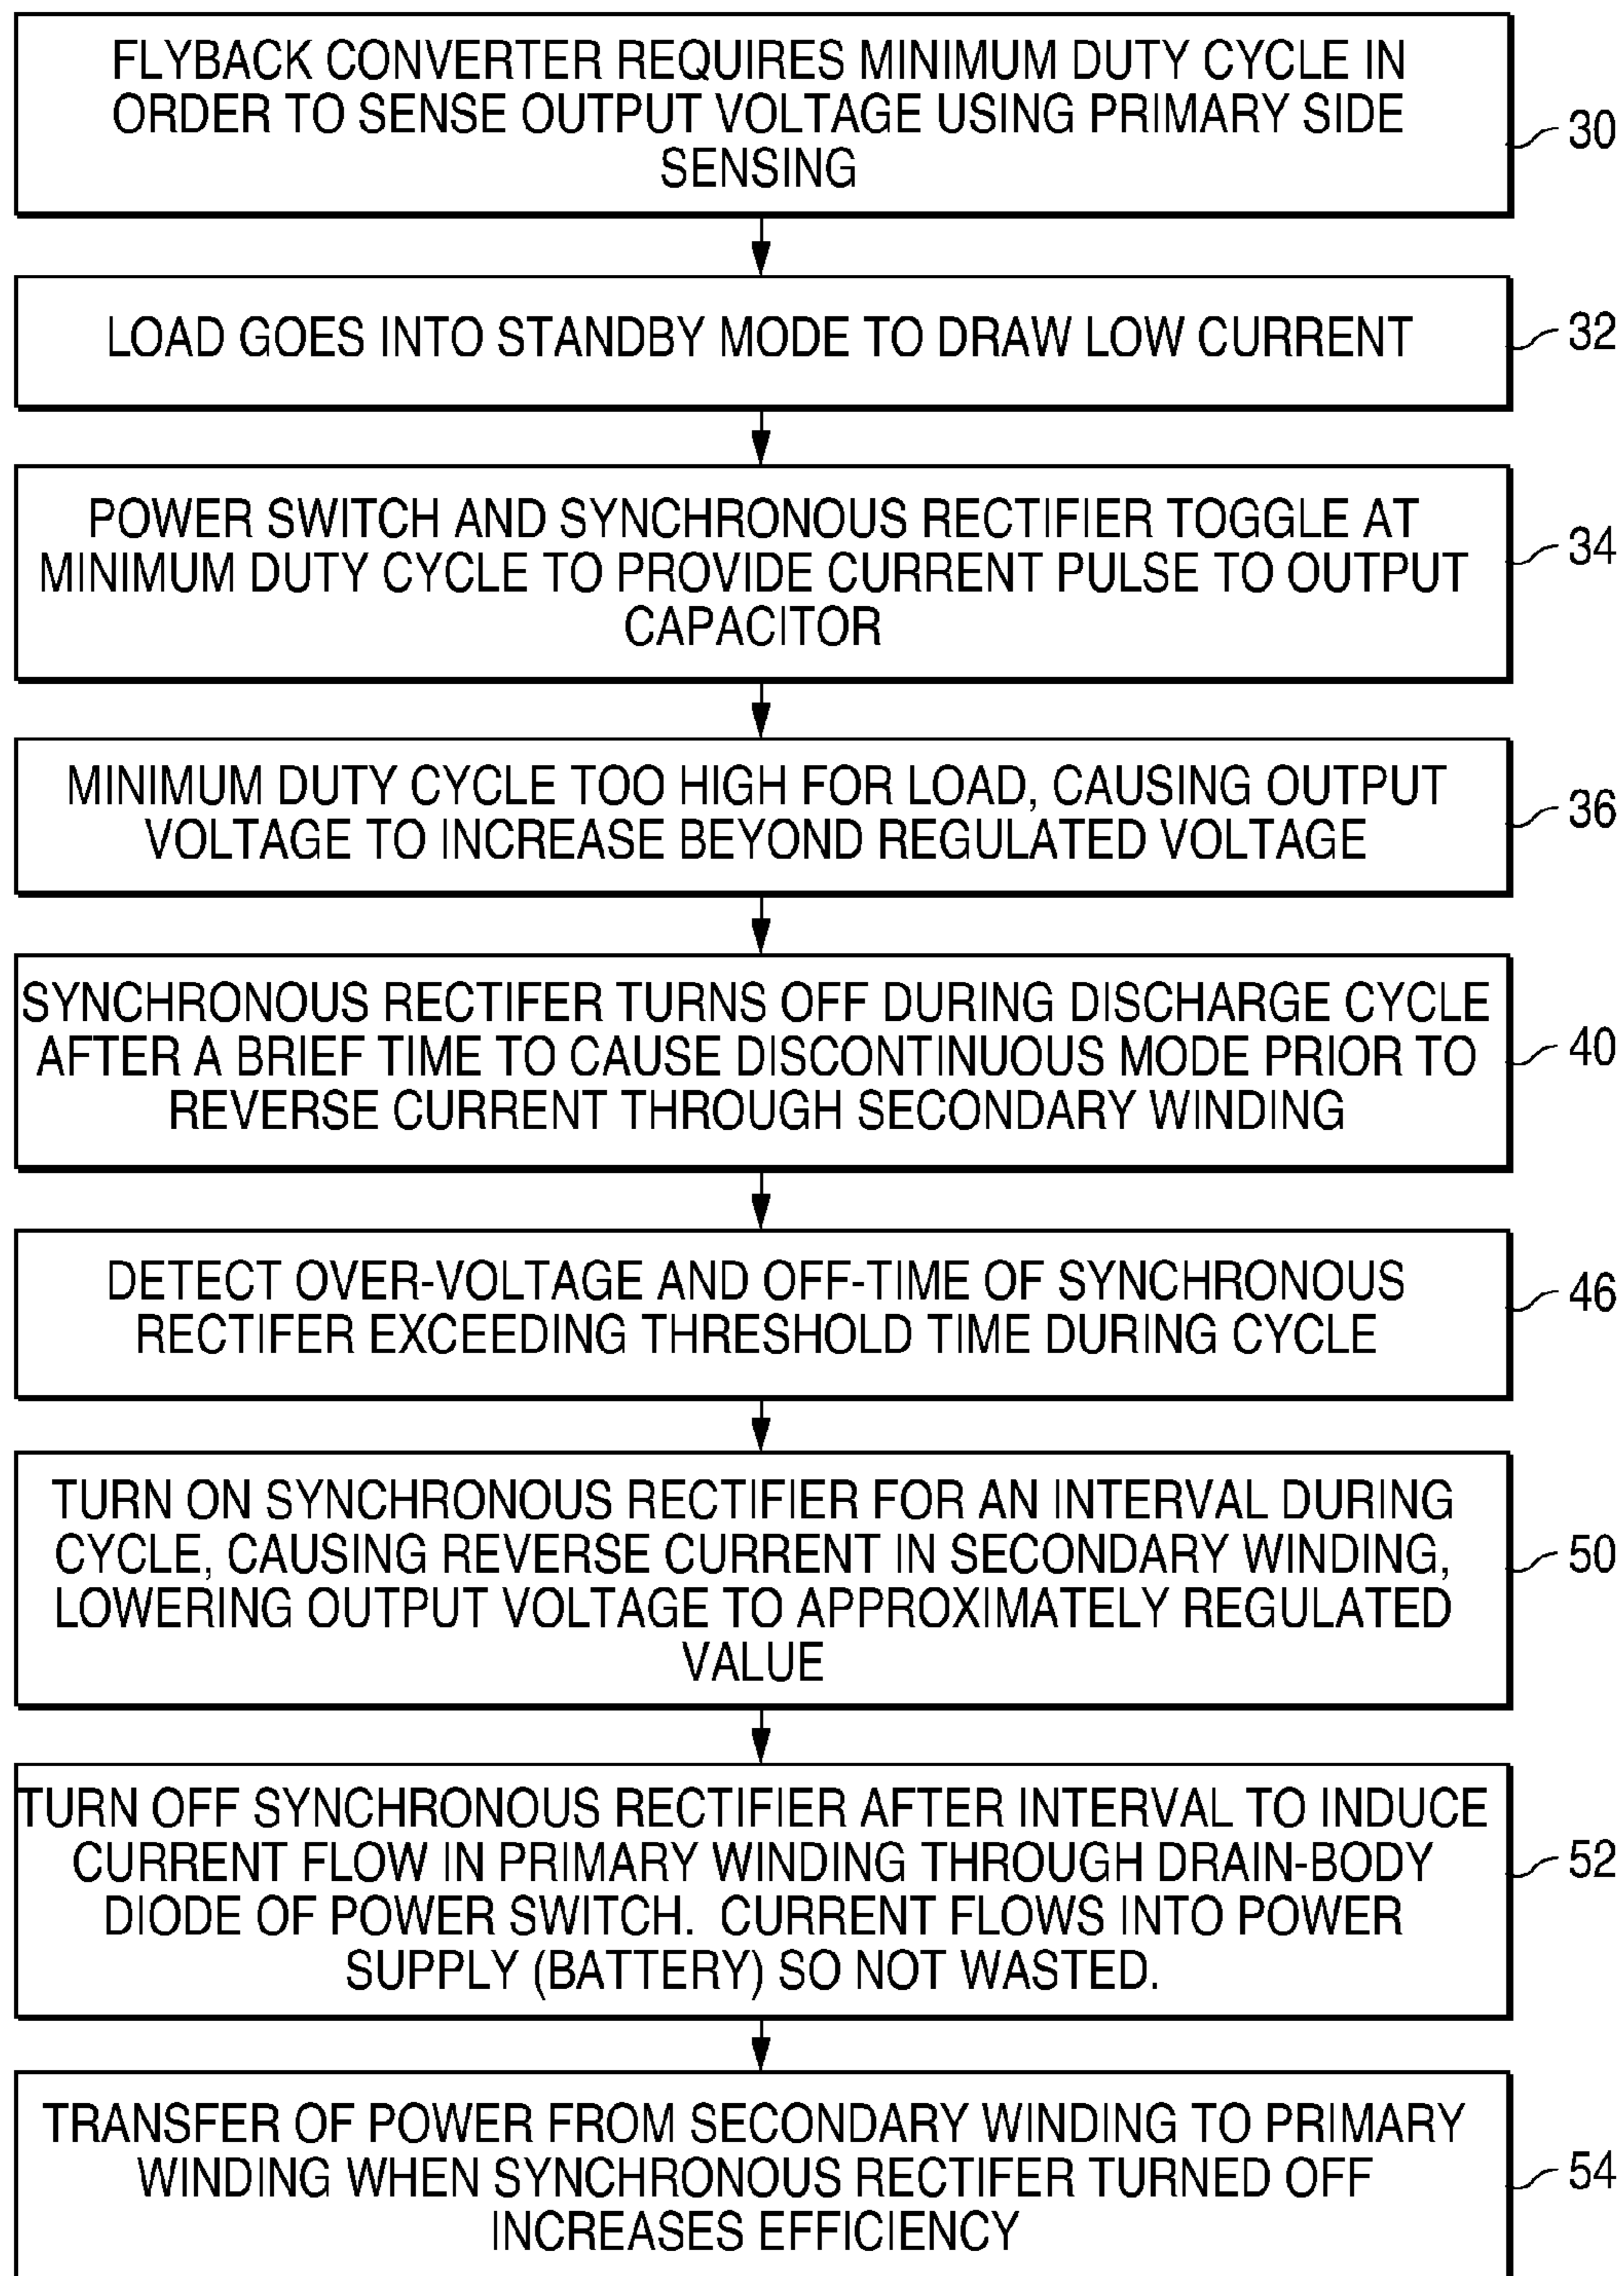 FLYBACK CONVERTER REQUIRES MINIMUM DUTY CYCLE IN
ORDER TO SENSE OUTPUT VOLTAGE USING PRIMARY SIDE
SENSING
30
LOAD GOES INTO STANDBY MODE TO DRAW LOW CURRENT
32
POWER SWITCH AND SYNCHRONOUS RECTIFIER TOGGLE AT
MINIMUM DUTY CYCLE TO PROVIDE CURRENT PULSE TO OUTPUT
CAPACITOR
34
MINIMUM DUTY CYCLE TOO HIGH FOR LOAD, CAUSING OUTPUT
VOLTAGE TO INCREASE BEYOND REGULATED VOLTAGE
36
SYNCHRONOUS RECTIFER TURNS OFF DURING DISCHARGE CYCLE
AFTER A BRIEF TIME TO CAUSE DISCONTINUOUS MODE PRIOR TO
REVERSE CURRENT THROUGH SECONDARY WINDING
40
DETECT OVER-VOLTAGE AND OFF-TIME OF SYNCHRONOUS
RECTIFER EXCEEDING THRESHOLD TIME DURING CYCLE
46
TURN ON SYNCHRONOUS RECTIFIER FOR AN INTERVAL DURING
CYCLE, CAUSING REVERSE CURRENT IN SECONDARY WINDING,
LOWERING OUTPUT VOLTAGE TO APPROXIMATELY REGULATED
VALUE
50
TURN OFF SYNCHRONOUS RECTIFIER AFTER INTERVAL TO INDUCE
CURRENT FLOW IN PRIMARY WINDING THROUGH DRAIN-BODY
DIODE OF POWER SWITCH. CURRENT FLOWS INTO POWER
SUPPLY (BATTERY) SO NOT WASTED.
52
TRANSFER OF POWER FROM SECONDARY WINDING TO PRIMARY
WINDING WHEN SYNCHRONOUS RECTIFER TURNED OFF
INCREASES EFFICIENCY
54